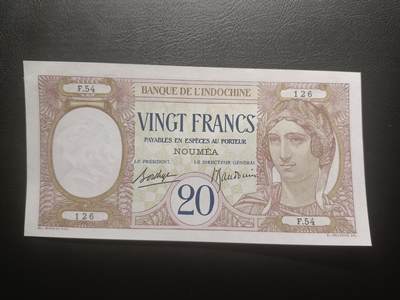 BANQUE DE L'INDOCHINE
F.54
126
VINGT FRANCS
PAYABLES EN ESPÈCES AU PORTEUR
NOUMÉA
LE PRÉSIDENT
LE DIRECTEUR GÉNÉRAL
20
126
F.54